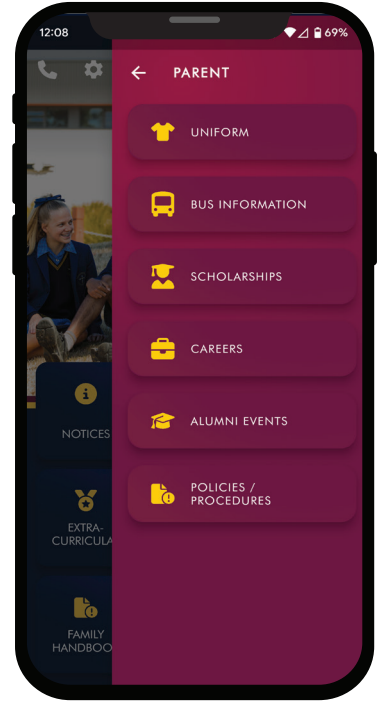 12:08
69%
PARENT
UNIFORM
BUS INFORMATION
SCHOLARSHIPS
CAREERS
ALUMNI EVENTS
POLICIES /
PROCEDURES
NOTICES
EXTRA-
CURRICULA
FAMILY
HANDBOO